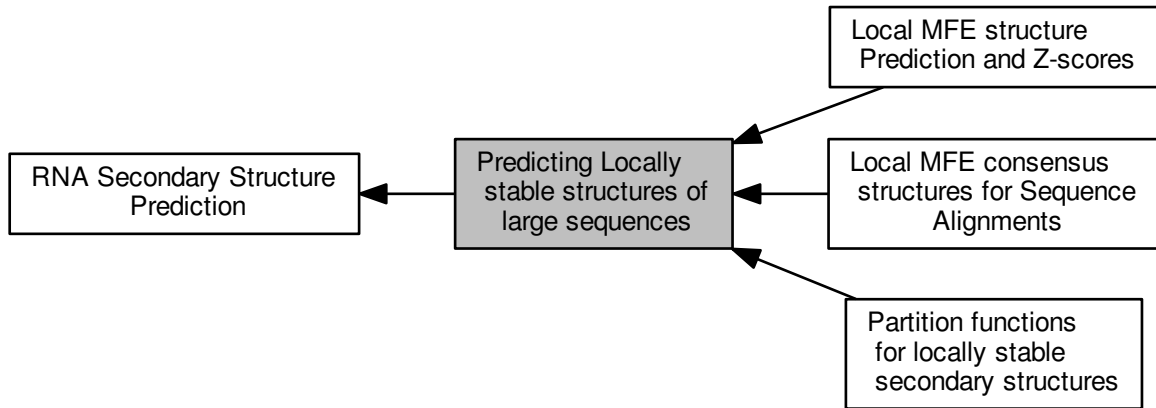 RNA Secondary Structure
Prediction
Predicting Locally
stable structures of
large sequences
Local MFE structure
Prediction and Z-scores
Local MFE consensus
structures for Sequence
Alignments
Partition functions
for locally stable
secondary structures